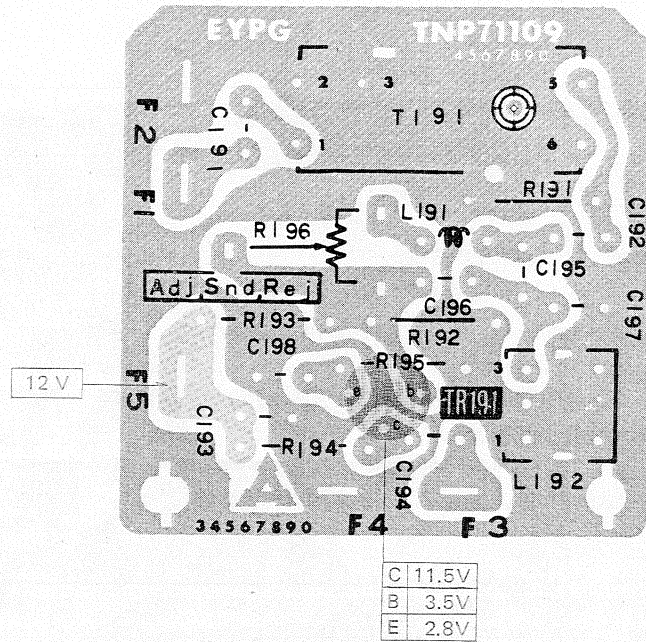 EYPG TNP71109
4567890
2 3 5
F2 C191 T191
1 6
F1 R191
R196 L191 C192
Adj. Snd. Rej C195
C196 C197
R193 R192
C198
R195 3
12 V F5 e b TR191
c
C193 R194 C194 1
L192
34567890 F4 F3
C 11.5V
B 3.5V
E 2.8V